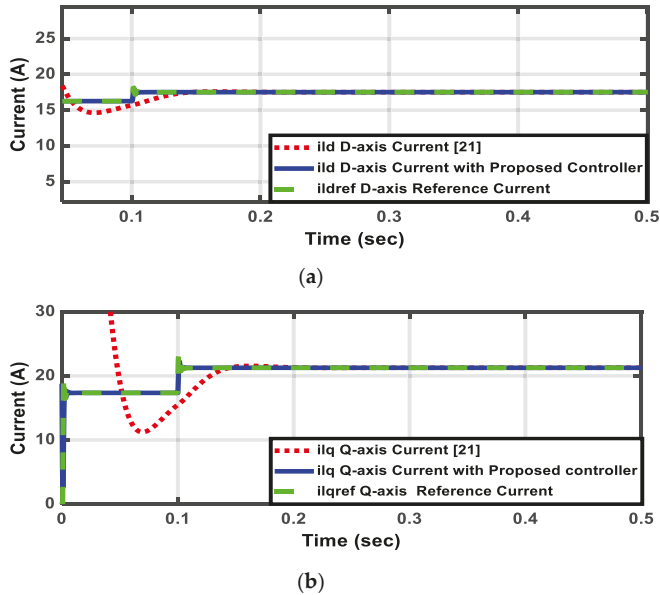 25
20
15
10
5
Current (A)
ild D-axis Current [21]
ild D-axis Current with Proposed Controller
ildref D-axis Reference Current
0.1 0.2 0.3 0.4 0.5
Time (sec)
(a)
30
20
10
0
Current (A)
ilq Q-axis Current [21]
ilq Q-axis Current with Proposed controller
ilqref Q-axis Reference Current
0 0.1 0.2 0.3 0.4 0.5
Time (sec)
(b)